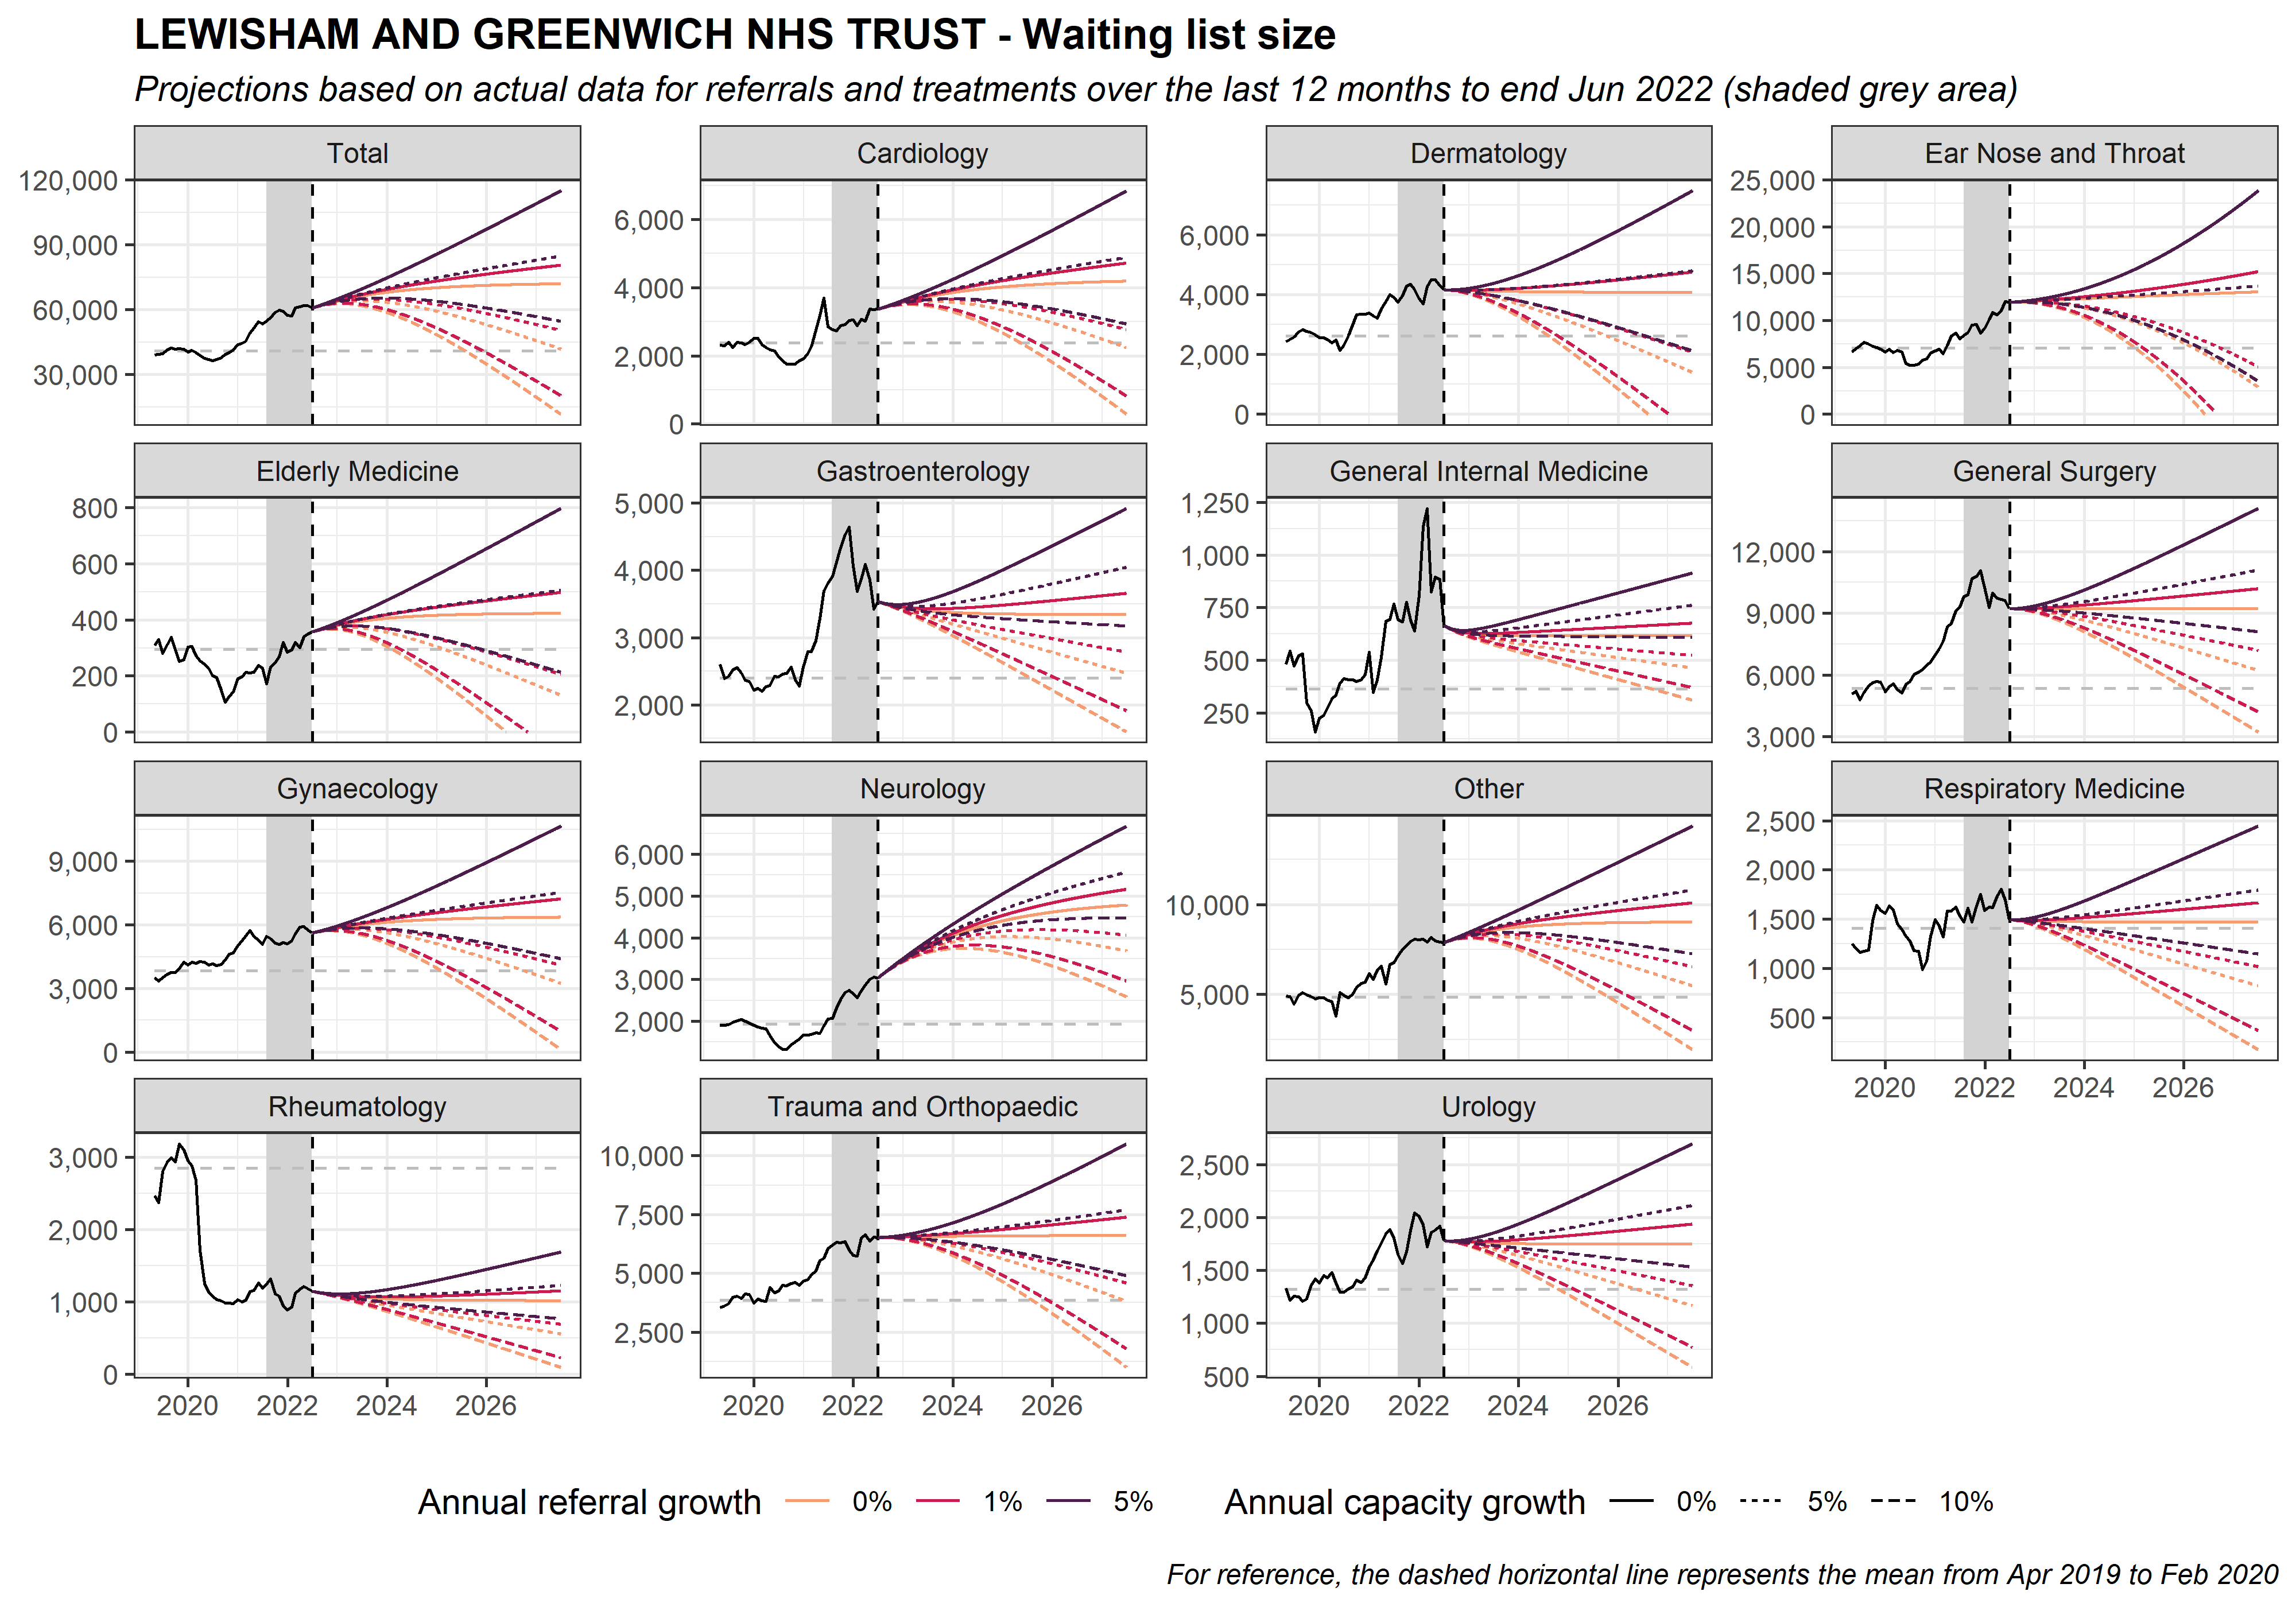 LEWISHAM AND GREENWICH NHS TRUST - Waiting list size
Projections based on actual data for referrals and treatments over the last 12 months to end Jun 2022 (shaded grey area)
Total
120,000
90,000
60,000
30,000
Cardiology
6,000
4,000
2,000
0
Dermatology
6,000
4,000
2,000
0
Ear Nose and Throat
25,000
20,000
15,000
10,000
5,000
0
Elderly Medicine
800
600
400
200
0
Gastroenterology
5,000
4,000
3,000
2,000
General Internal Medicine
1,250
1,000
750
500
250
General Surgery
12,000
9,000
6,000
3,000
Gynaecology
9,000
6,000
3,000
0
Neurology
6,000
5,000
4,000
3,000
2,000
Other
10,000
5,000
Respiratory Medicine
2,500
2,000
1,500
1,000
500
2020 2022 2024 2026
Rheumatology
3,000
2,000
1,000
0
2020 2022 2024 2026
Trauma and Orthopaedic
10,000
7,500
5,000
2,500
2020 2022 2024 2026
Urology
2,500
2,000
1,500
1,000
500
2020 2022 2024 2026
Annual referral growth 0% 1% 5% Annual capacity growth 0% 5% 10%
For reference, the dashed horizontal line represents the mean from Apr 2019 to Feb 2020